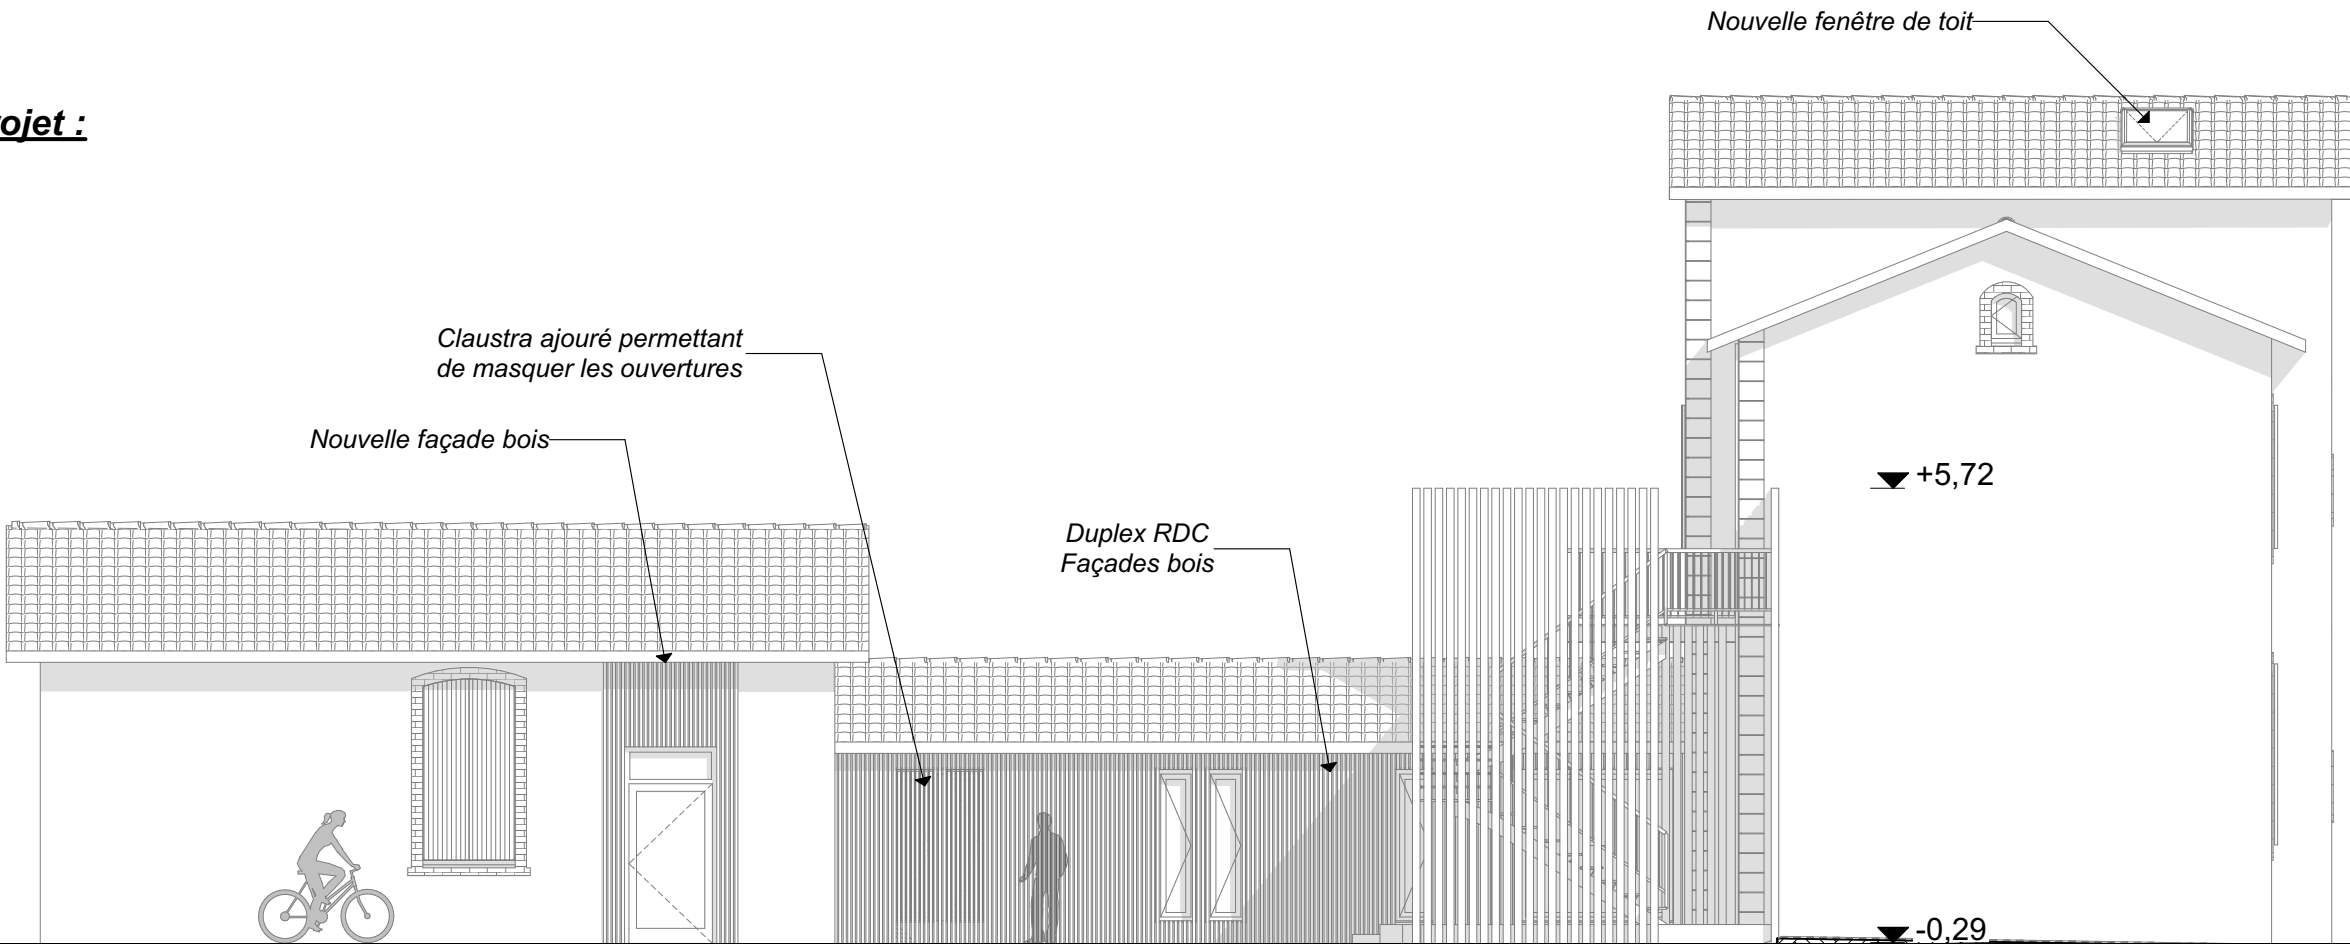 Nouvelle fenêtre de toit
ojet :
Claustra ajouré permettant
de masquer les ouvertures
Nouvelle façade bois
+5,72
Duplex RDC
Façades bois
-0,29